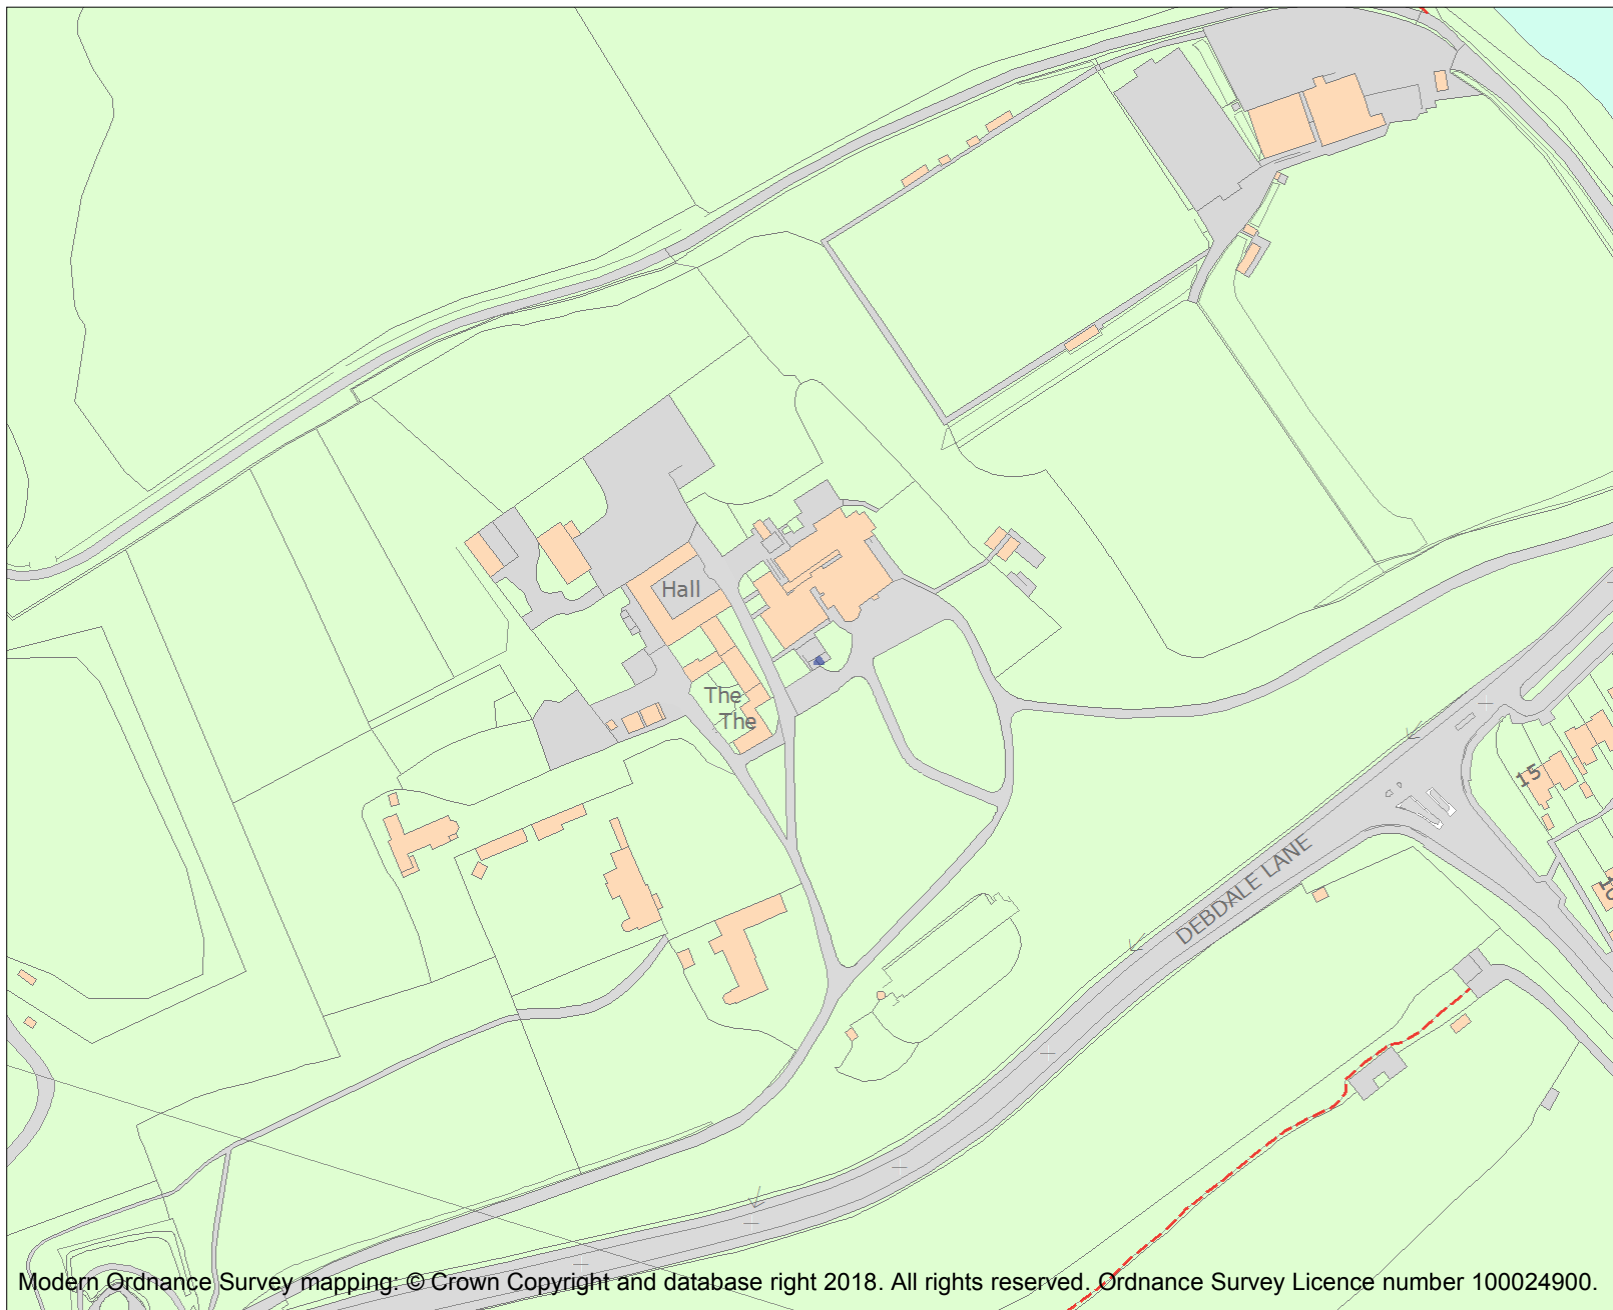 Hall
The
The
15
DEBDALE LANE
10
Modern Ordnance Survey mapping: © Crown Copyright and database right 2018. All rights reserved. Ordnance Survey Licence number 100024900.